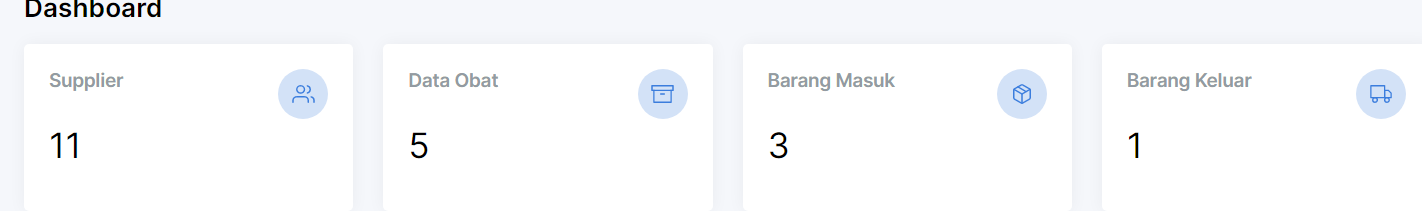 Dashboard
Supplier
11
Data Obat
5
Barang Masuk
3
Barang Keluar
1